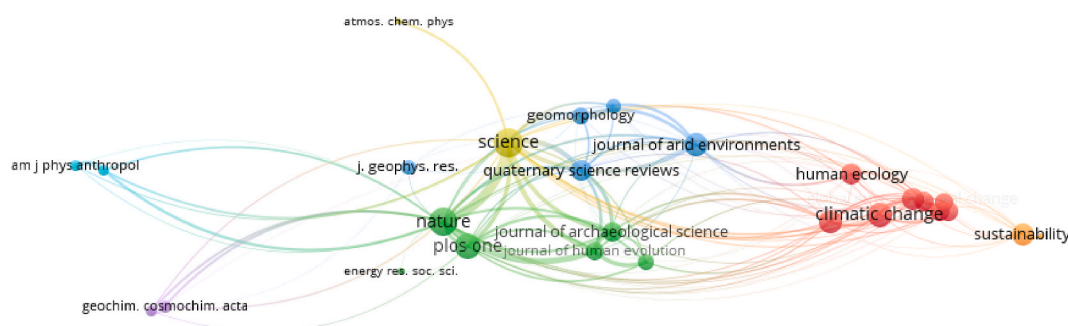 atmos. chem. phys
geomorphology
science
journal of arid environments
am j phys anthropol
j. geophys. res.
quaternary science reviews
human ecology
change
climatic change
nature
journal of archaeological science
sustainability
plos one
journal of human evolution
energy res. soc. sci.
geochim. cosmochim. acta